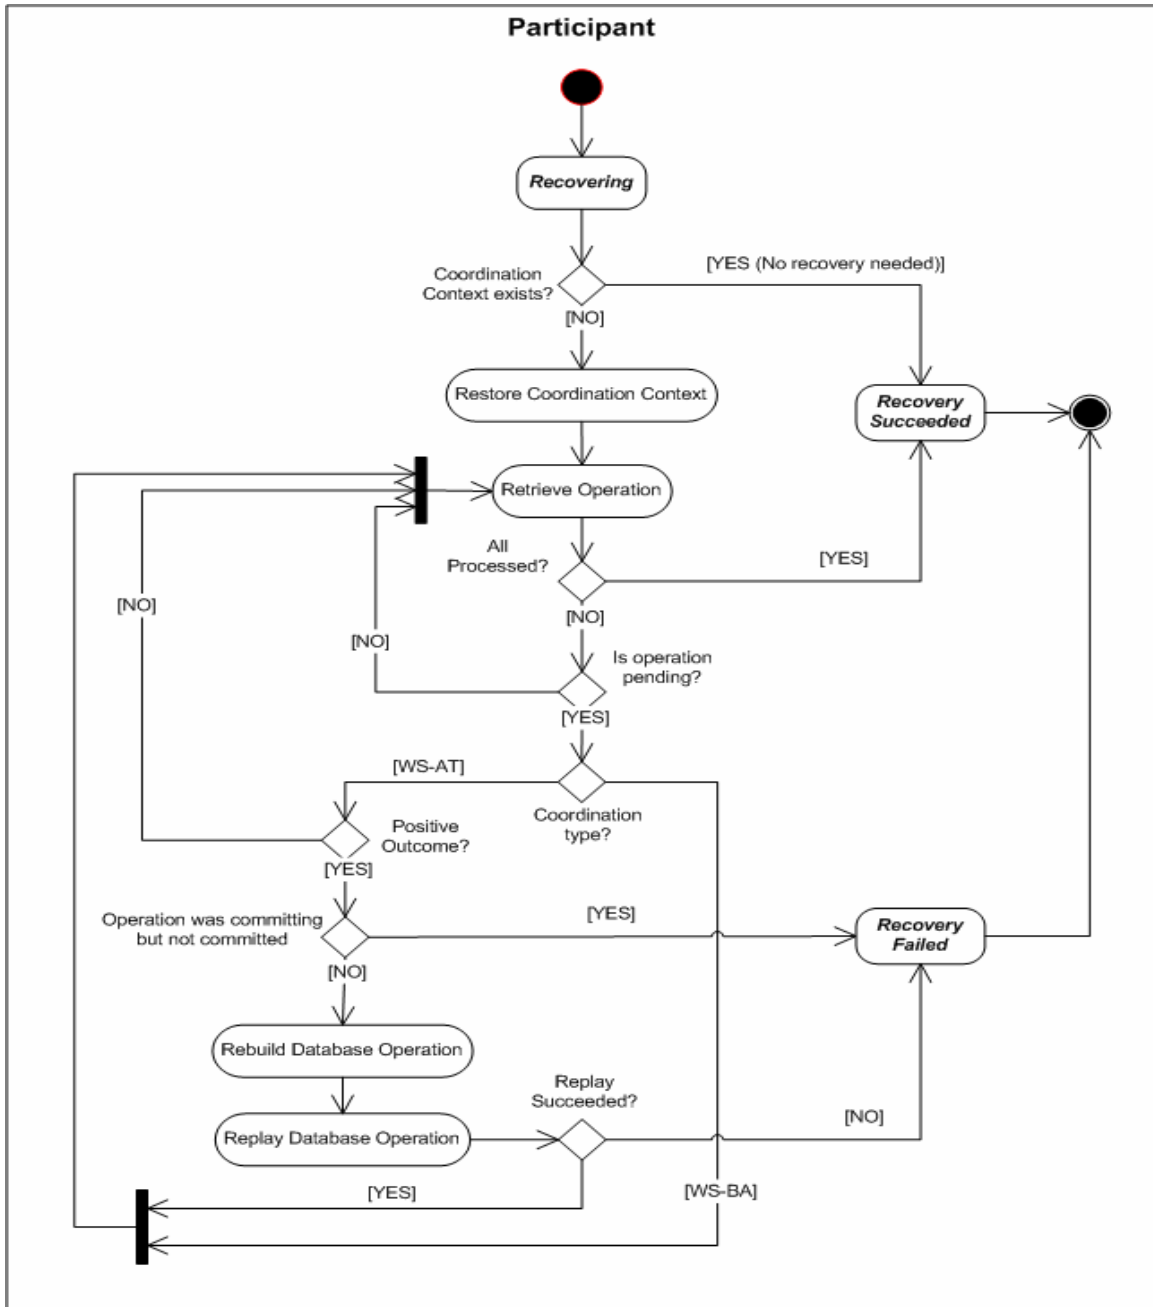 Participant
Recovering
[YES (No recovery needed)]
Coordination
Context exists?
[NO]
Restore Coordination Context
Recovery
Succeeded
Retrieve Operation
All
Processed?
[YES]
[NO]
[NO]
[NO]
Is operation
pending?
[YES]
[WS-AT]
Coordination
type?
Positive
Outcome?
[YES]
Operation was committing
but not committed
[YES]
Recovery
Failed
[NO]
Rebuild Database Operation
Replay
Succeeded?
[NO]
Replay Database Operation
[YES]
[WS-BA]